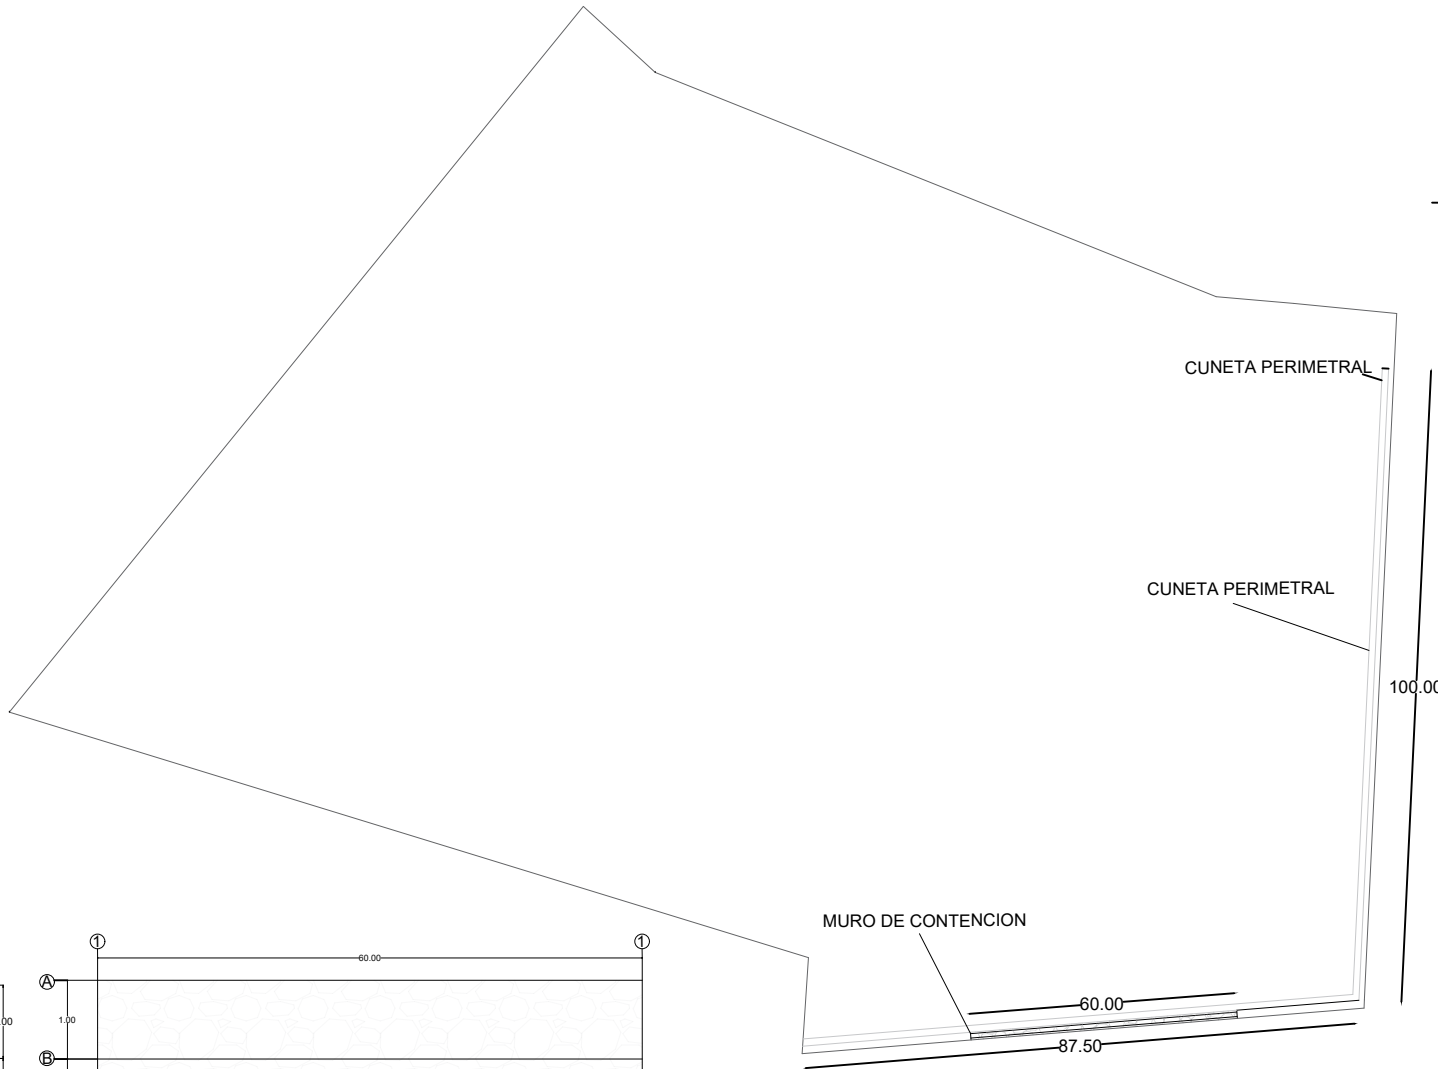 CUNETA PERIMETRAL
CUNETA PERIMETRAL
100.00
MURO DE CONTENCION
1
1
60.00
A
1.00
B
60.00
87.50